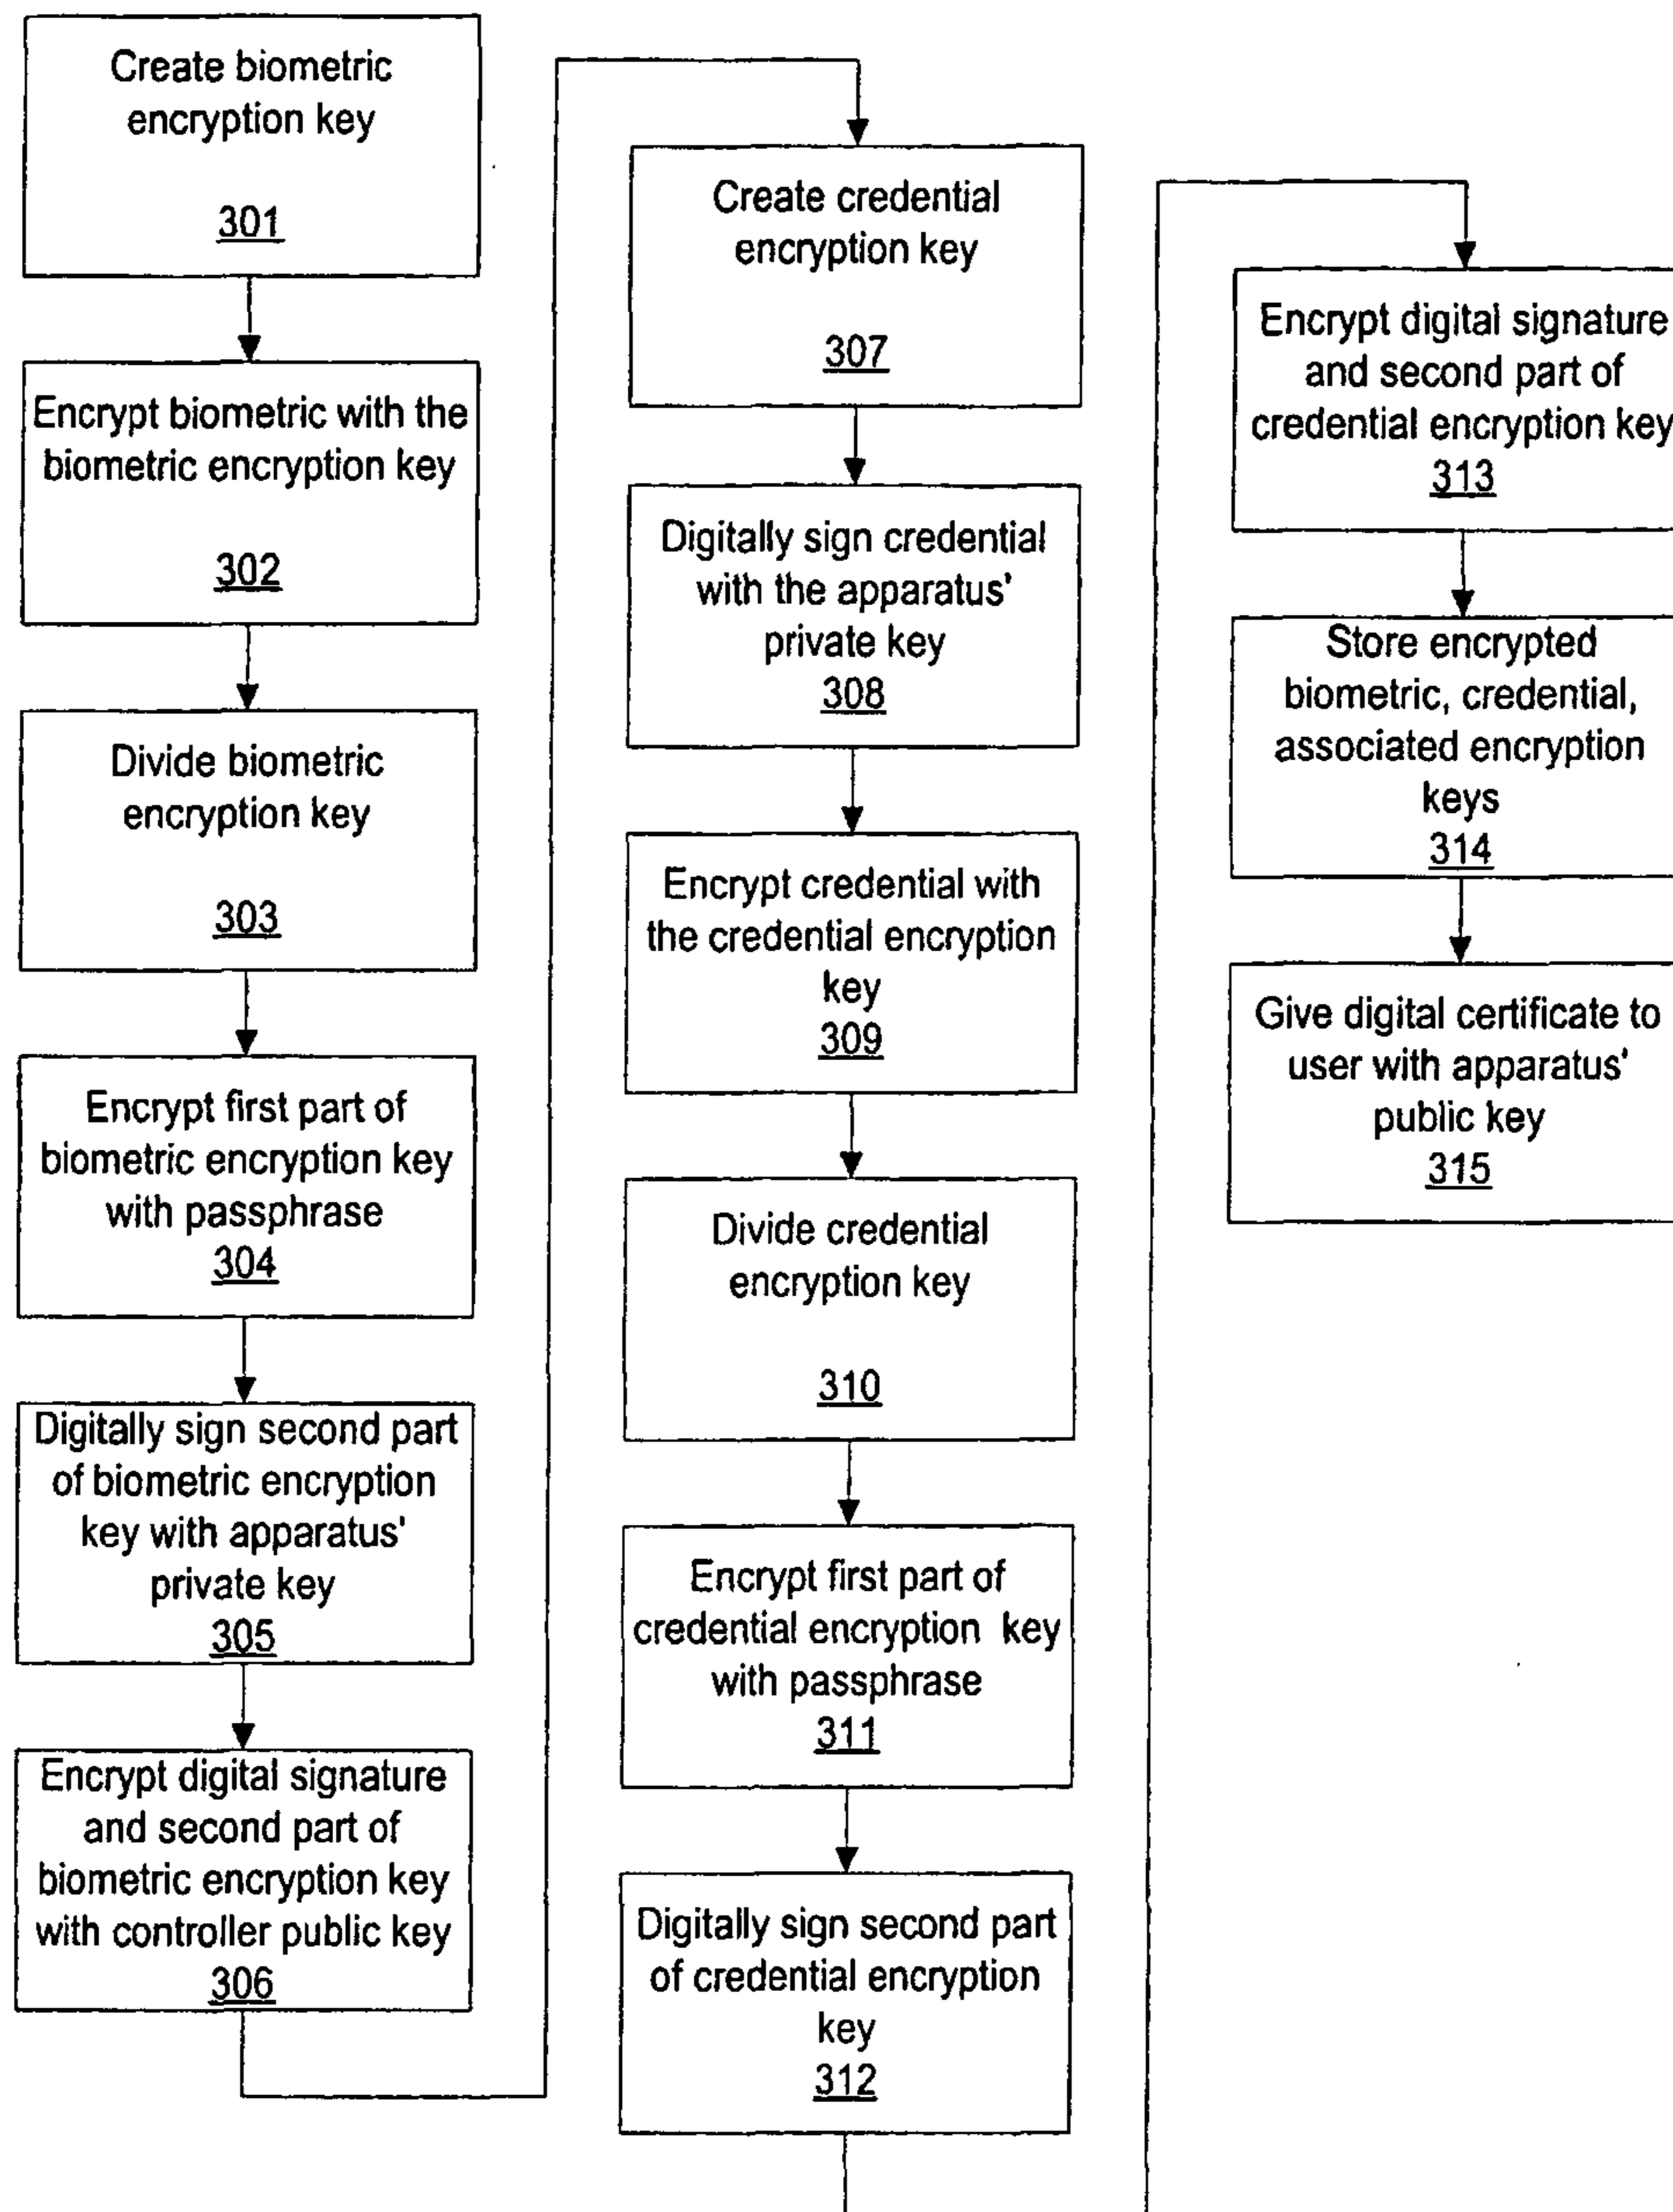 Create biometric
encryption key
301
Encrypt biometric with the
biometric encryption key
302
Divide biometric
encryption key
303
Encrypt first part of
biometric encryption key
with passphrase
304
Digitally sign second part
of biometric encryption
key with apparatus'
private key
305
Encrypt digital signature
and second part of
biometric encryption key
with controller public key
306
Create credential
encryption key
307
Digitally sign credential
with the apparatus'
private key
308
Encrypt credential with
the credential encryption
key
309
Divide credential
encryption key
310
Encrypt first part of
credential encryption key
with passphrase
311
Digitally sign second part
of credential encryption
key
312
Encrypt digital signature
and second part of
credential encryption key
313
Store encrypted
biometric, credential,
associated encryption
keys
314
Give digital certificate to
user with apparatus'
public key
315